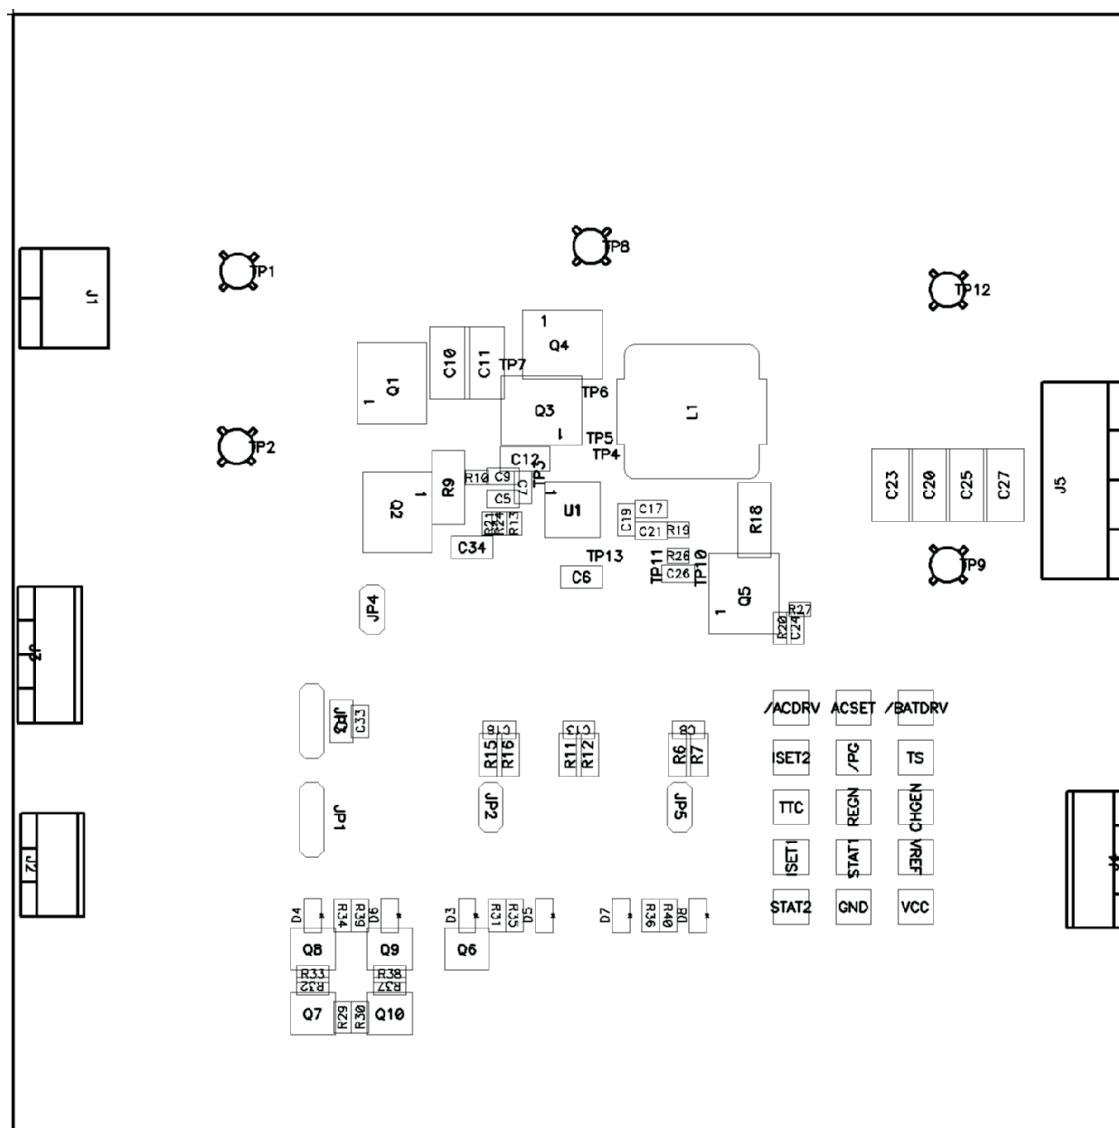 TP8
TP1
TP12
J1
1
Q4
C10
C11
TP7
Q1
1
TP6
L1
Q3
1
TP5
TP4
TP2
C12
TP3
R9
R10
C9
C7
C5
Q2
1
R21
R24
R13
C34
1
U1
C19
C17
C21
R19
R18
C23
C20
C25
C27
J5
TP13
C6
TP11
R26
C26
TP10
Q5
1
TP9
R27
R20
C24
JP4
JP3
C33
C18
R15
R16
C13
R11
R12
C8
R6
R7
/ACDRV
ACSET
/BATDRV
ISET2
/PG
TS
JP1
JP2
JP5
TTC
REGN
CHGEN
J2
ISET1
STAT1
VREF
STAT2
GND
VCC
D4
R34
R39
D6
D3
R31
R35
D5
D7
R36
R40
D8
Q8
Q9
Q6
R33
R38
R32
R37
Q7
R29
R30
Q10